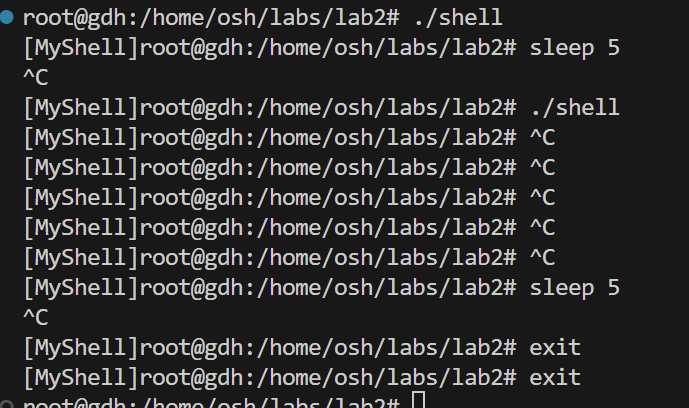 root@gdh:/home/osh/labs/lab2# ./shell
[MyShell]root@gdh:/home/osh/labs/lab2# sleep 5
^C
[MyShell]root@gdh:/home/osh/labs/lab2# ./shell
[MyShell]root@gdh:/home/osh/labs/lab2# ^C
[MyShell]root@gdh:/home/osh/labs/lab2# ^C
[MyShell]root@gdh:/home/osh/labs/lab2# ^C
[MyShell]root@gdh:/home/osh/labs/lab2# ^C
[MyShell]root@gdh:/home/osh/labs/lab2# ^C
[MyShell]root@gdh:/home/osh/labs/lab2# sleep 5
^C
[MyShell]root@gdh:/home/osh/labs/lab2# exit
[MyShell]root@gdh:/home/osh/labs/lab2# exit
root@gdh:/home/osh/labs/lab2#